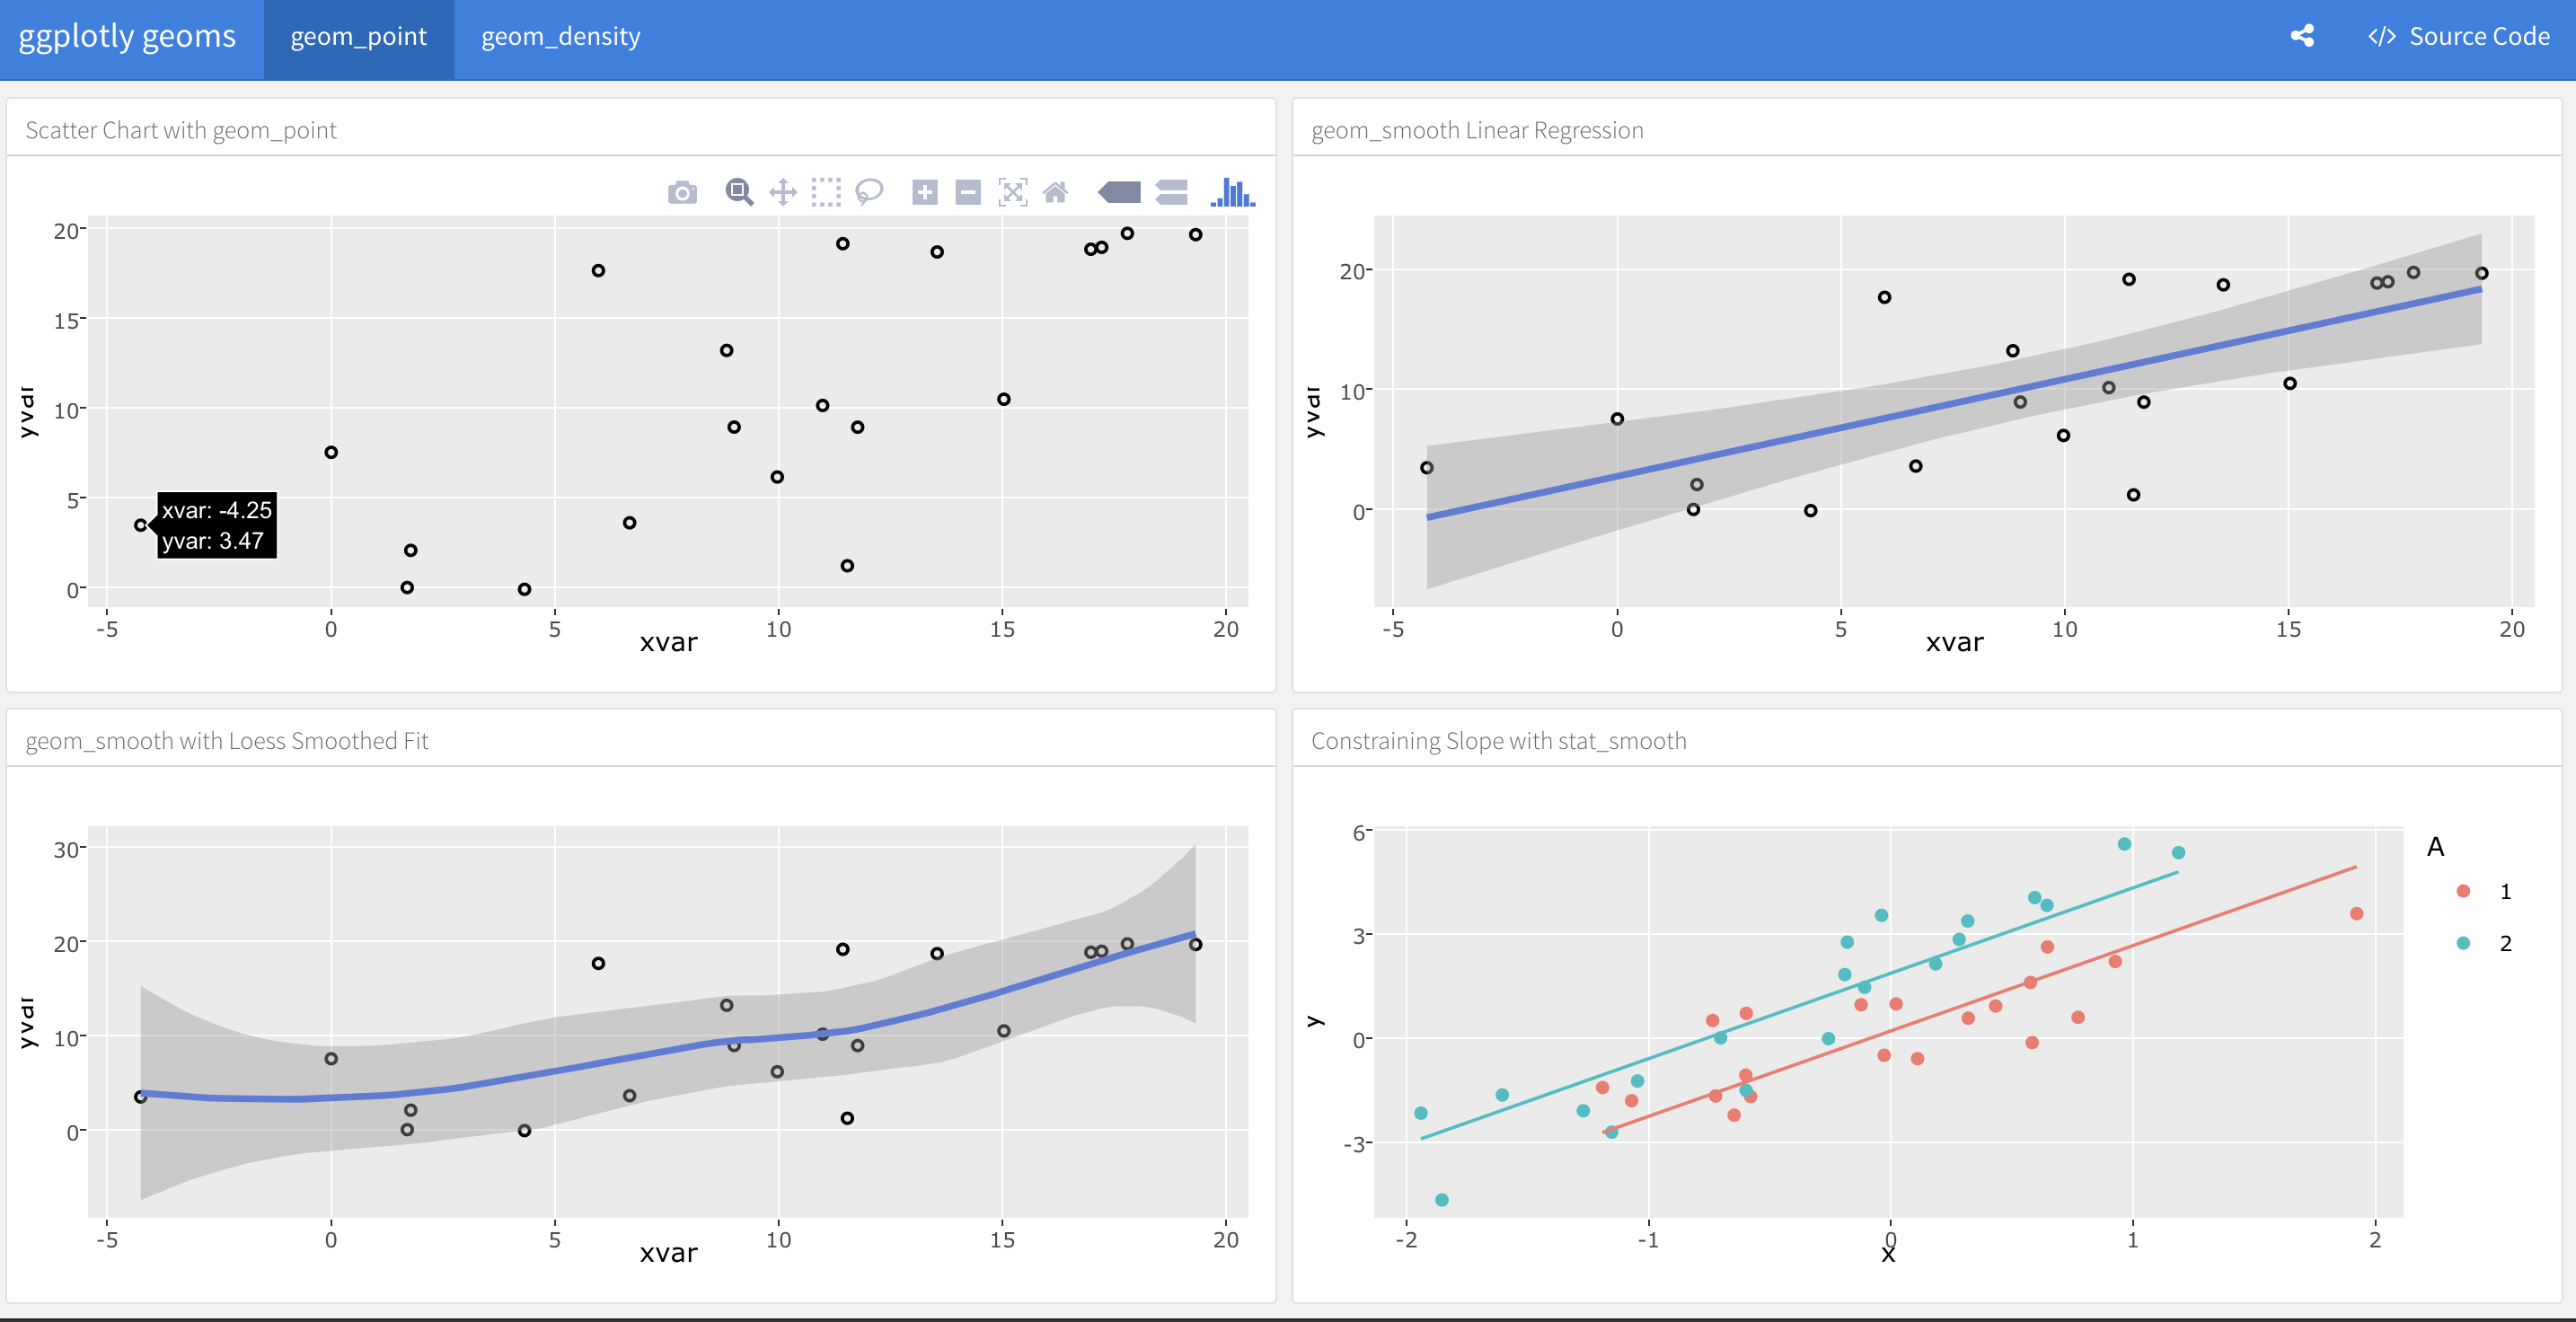 ggplotly geoms geom_point geom_density </> Source Code
Scatter Chart with geom_point
20
15
10
5
0
yvar
xvar: -4.25
yvar: 3.47
-5 0 5 10 15 20
xvar
geom_smooth Linear Regression
20
10
0
yvar
-5 0 5 10 15 20
xvar
geom_smooth with Loess Smoothed Fit
30
20
10
0
yvar
-5 0 5 10 15 20
xvar
Constraining Slope with stat_smooth
6
3
0
-3
y
-2 -1 0 1 2
x
A
1
2